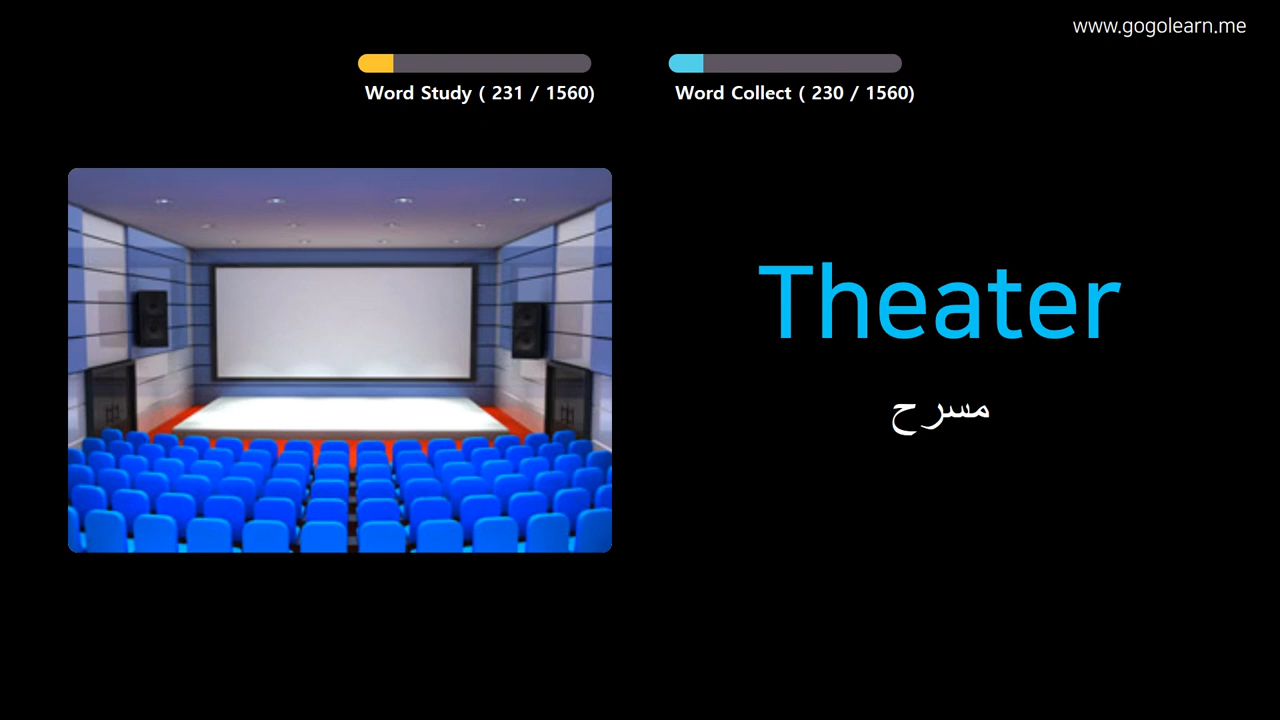 www.gogolearn.me
Word Study ( 231 / 1560)
Word Collect ( 230 / 1560)
Theater
مسرح